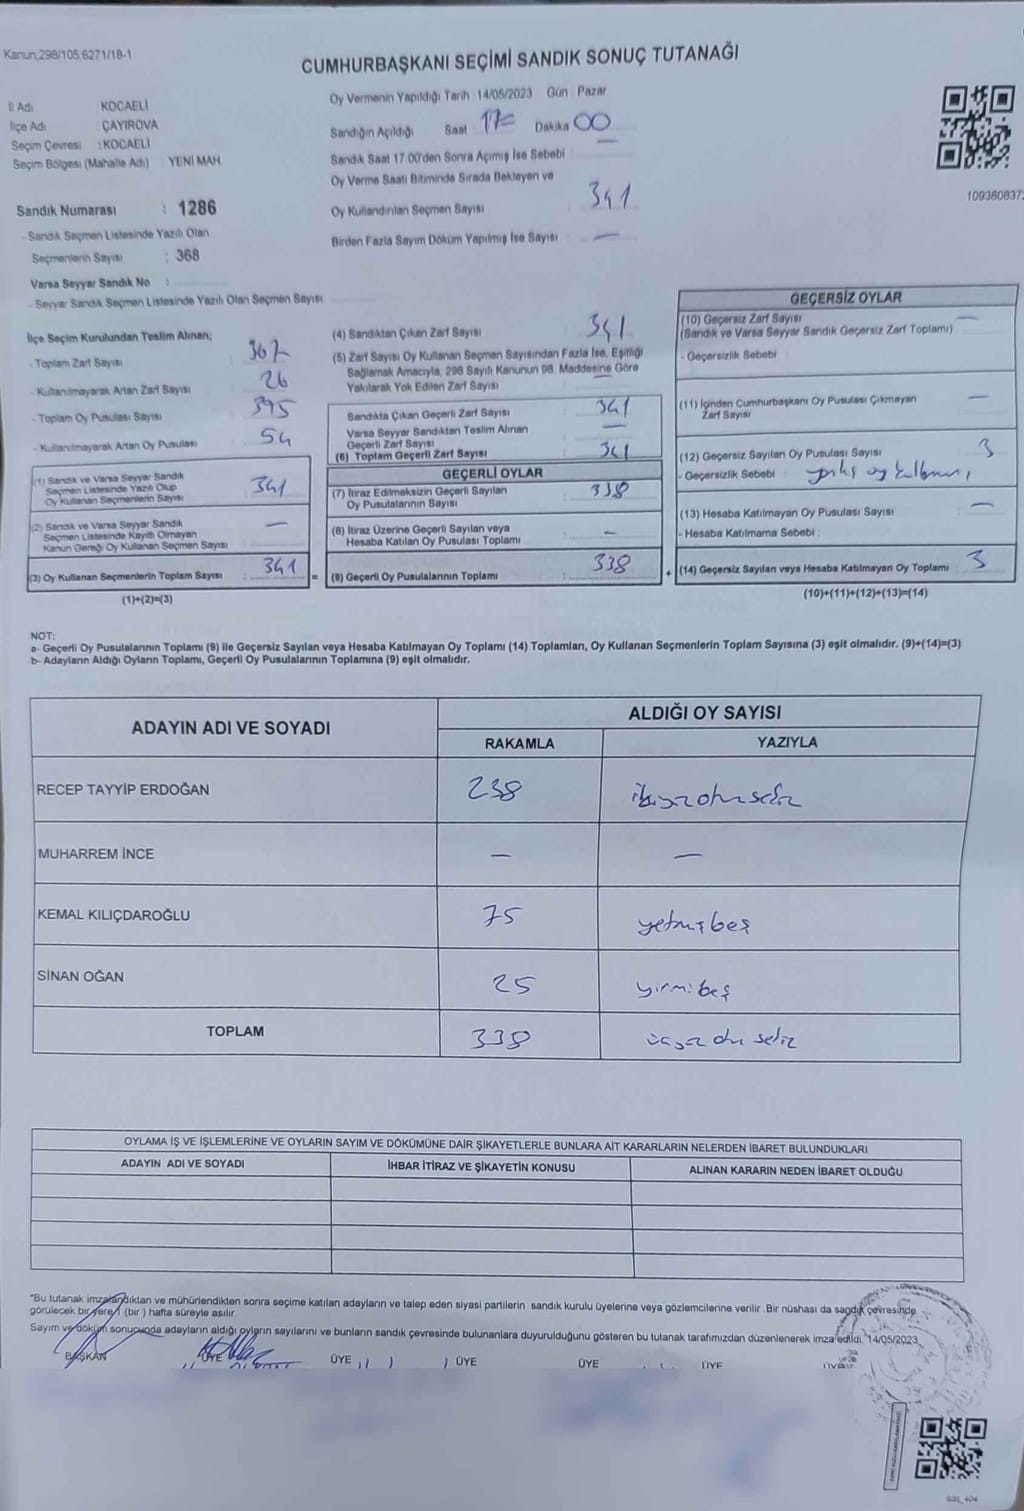 Kanun;298/105;6271/18-1
CUMHURBAŞKANI SEÇİMİ SANDIK SONUÇ TUTANAĞI
İl Adı KOCAELİ
İlçe Adı ÇAYIROVA
Seçim Çevresi :KOCAELİ
Seçim Bölgesi (Mahalle Adı) YENİ MAH.
Sandık Numarası : 1286
- Sandık Seçmen Listesinde Yazılı Olan
Seçmenlerin Sayısı : 368
Varsa Seyyar Sandık No :
- Seyyar Sandık Seçmen Listesinde Yazılı Olan Seçmen Sayısı:
Oy Vermenin Yapıldığı Tarih :14/05/2023 Gün : Pazar
Sandığın Açıldığı Saat 17 Dakika 00
Sandık Saat 17.00'den Sonra Açımış İse Sebebi : —
Oy Verme Saati Bitiminde Sırada Bekleyen ve
Oy Kullandırılan Seçmen Sayısı : 341
Birden Fazla Sayım Döküm Yapılmış İse Sayısı : —
109380837
İlçe Seçim Kurulundan Teslim Alınan;
- Toplam Zarf Sayısı : 367
- Kullanılmayarak Artan Zarf Sayısı : 26
- Toplam Oy Pusulası Sayısı : 395
- Kullanılmayarak Artan Oy Pusulası : 54
(1) Sandık ve Varsa Seyyar Sandık
Seçmen Listesinde Yazılı Olup
Oy Kullanan Seçmenlerin Sayısı : 341
(2) Sandık ve Varsa Seyyar Sandık
Seçmen Listesinde Kayıtlı Olmayan
Kanun Gereği Oy Kullanan Seçmen Sayısı : —
(3) Oy Kullanan Seçmenlerin Toplam Sayısı : 341
(1)+(2)=(3)
(4) Sandıktan Çıkan Zarf Sayısı : 341
(5) Zarf Sayısı Oy Kullanan Seçmen Sayısından Fazla İse, Eşitliği
Sağlamak Amacıyla, 298 Sayılı Kanunun 98. Maddesine Göre
Yakılarak Yok Edilen Zarf Sayısı : —
Sandıkta Çıkan Geçerli Zarf Sayısı : 341
Varsa Seyyar Sandıktan Teslim Alınan
Geçerli Zarf Sayısı : —
(6) Toplam Geçerli Zarf Sayısı : 341
GEÇERLİ OYLAR
(7) İtiraz Edilmeksizin Geçerli Sayılan
Oy Pusulalarının Sayısı : 338
(8) İtiraz Üzerine Geçerli Sayılan veya
Hesaba Katılan Oy Pusulası Toplamı : —
= (9) Geçerli Oy Pusulalarının Toplamı : 338
GEÇERSİZ OYLAR
(10) Geçersiz Zarf Sayısı —
(Sandık ve Varsa Seyyar Sandık Geçersiz Zarf Toplamı)
- Geçersizlik Sebebi :
(11) İçinden Cumhurbaşkanı Oy Pusulası Çıkmayan —
Zarf Sayısı
(12) Geçersiz Sayılan Oy Pusulası Sayısı : 3
- Geçersizlik Sebebi :
(13) Hesaba Katılmayan Oy Pusulası Sayısı : —
- Hesaba Katılmama Sebebi :
+ (14) Geçersiz Sayılan veya Hesaba Katılmayan Oy Toplamı : 3
(10)+(11)+(12)+(13)=(14)
NOT:
a- Geçerli Oy Pusulalarının Toplamı (9) ile Geçersiz Sayılan veya Hesaba Katılmayan Oy Toplamı (14) Toplamları, Oy Kullanan Seçmenlerin Toplam Sayısına (3) eşit olmalıdır. (9)+(14)=(3)
b- Adayların Aldığı Oyların Toplamı, Geçerli Oy Pusulalarının Toplamına (9) eşit olmalıdır.
ADAYIN ADI VE SOYADI ALDIĞI OY SAYISI
RAKAMLA YAZIYLA
RECEP TAYYİP ERDOĞAN 238 ikiyüzotuzsekiz
MUHARREM İNCE — —
KEMAL KILIÇDAROĞLU 75 yetmişbeş
SİNAN OĞAN 25 yirmibeş
TOPLAM 338 üçyüzotuzsekiz
OYLAMA İŞ VE İŞLEMLERİNE VE OYLARIN SAYIM VE DÖKÜMÜNE DAİR ŞİKAYETLERLE BUNLARA AİT KARARLARIN NELERDEN İBARET BULUNDUKLARI
ADAYIN ADI VE SOYADI İHBAR İTİRAZ VE ŞİKAYETİN KONUSU ALINAN KARARIN NEDEN İBARET OLDUĞU
"Bu tutanak imzalandıktan ve mühürlendikten sonra seçime katılan adayların ve talep eden siyasi partilerin sandık kurulu üyelerine veya gözlemcilerine verilir. Bir nüshası da sandık çevresinde
görülecek bir yere 1 (bir ) hafta süreyle asılır.
Sayım ve döküm sonucunda adayların aldığı oyların sayılarını ve bunların sandık çevresinde bulunanlara duyurulduğunu gösteren bu tutanak tarafımızdan düzenlenerek imza edildi. 14/05/2023
BAŞKAN ÜYE ÜYE ÜYE ÜYE ÜYE ÜYE